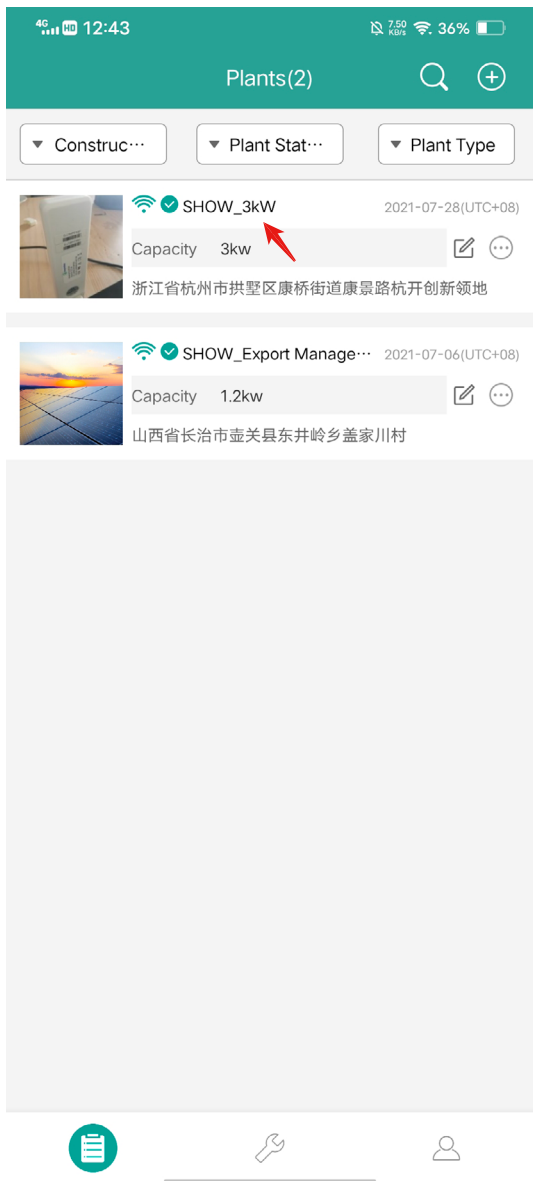 4G HD 12:43 7.50 KB/s 36%
Plants(2)
Construc··· Plant Stat··· Plant Type
SHOW_3kW 2021-07-28(UTC+08)
Capacity 3kw
浙江省杭州市拱墅区康桥街道康景路杭开创新领地
SHOW_Export Manage··· 2021-07-06(UTC+08)
Capacity 1.2kw
山西省长治市壶关县东井岭乡盖家川村